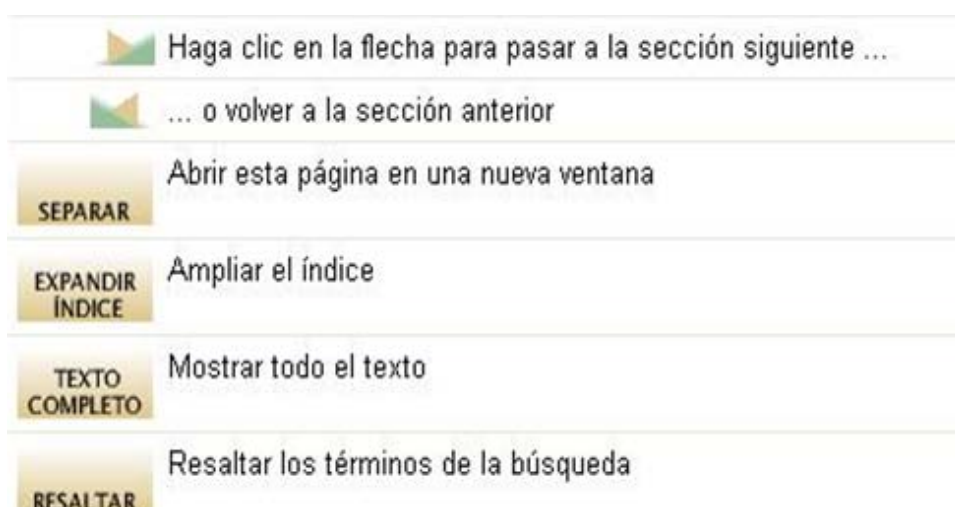 Haga clic en la flecha para pasar a la sección siguiente ...
... o volver a la sección anterior
Abrir esta página en una nueva ventana
SEPARAR
Ampliar el índice
EXPANDIR
ÍNDICE
Mostrar todo el texto
TEXTO
COMPLETO
Resaltar los términos de la búsqueda
RESALTAR